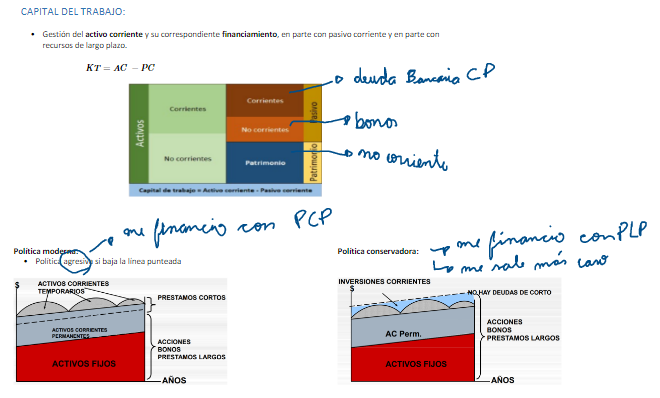 CAPITAL DEL TRABAJO:
• Gestión del activo corriente y su correspondiente financiamiento, en parte con pasivo corriente y en parte con
recursos de largo plazo.
KT = AC − PC
Activos
Corrientes
No corrientes
Corrientes
No corrientes
Patrimonio
Pasivo
Patrimonio
Capital de trabajo = Activo corriente - Pasivo corriente
deuda Bancaria CP
bonos
no corriente
me financio con PCP
Política moderna:
• Política agresiva si baja la línea punteada
$
ACTIVOS CORRIENTES
TEMPORARIOS
PRESTAMOS CORTOS
ACTIVOS CORRIENTES
PERMANENTES
ACCIONES
BONOS
PRESTAMOS LARGOS
ACTIVOS FIJOS
AÑOS
Política conservadora:
me financio con PLP
me sale más caro
INVERSIONES CORRIENTES
$
NO HAY DEUDAS DE CORTO
AC Perm.
ACCIONES
BONOS
PRESTAMOS LARGOS
ACTIVOS FIJOS
AÑOS